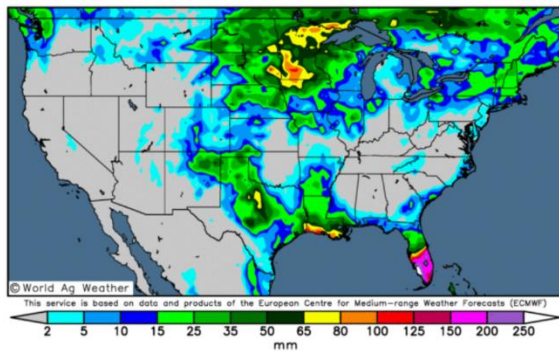 © World Ag Weather
This service is based on data and products of the European Centre for Medium-range Weather Forecasts (ECMWF)
2 5 10 15 25 35 50 65 80 100 125 150 200 250
mm